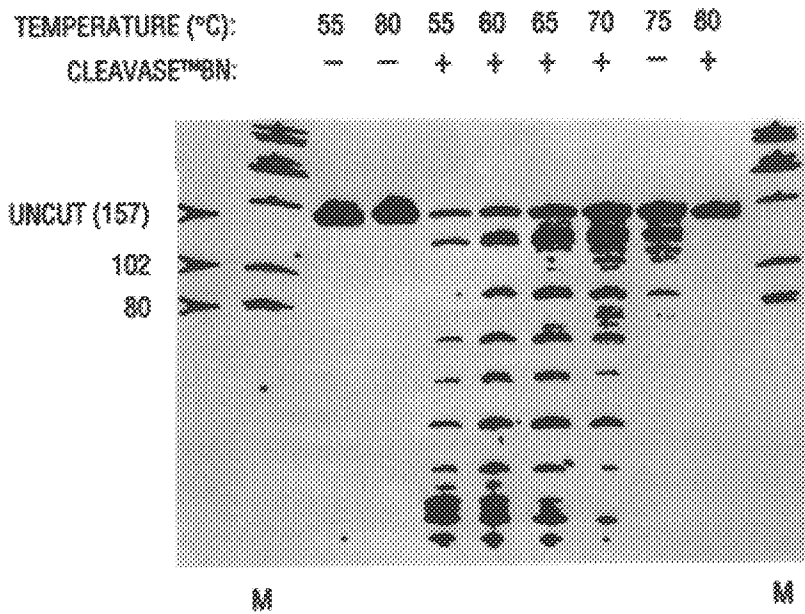 TEMPERATURE (°C): 55 80 55 60 65 70 75 80
CLEAVASE™BN: — — + + + + — +
UNCUT (157)
102
80
M M